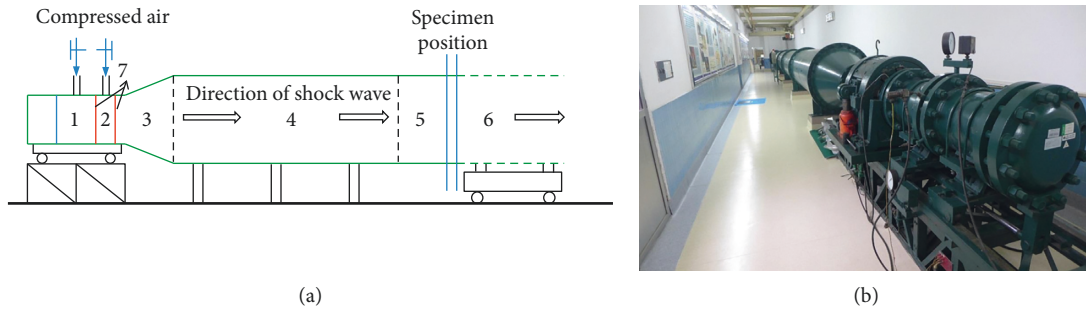 Compressed air
Specimen
position
7
Direction of shock wave
1
2
3
4
5
6
(a)
(b)